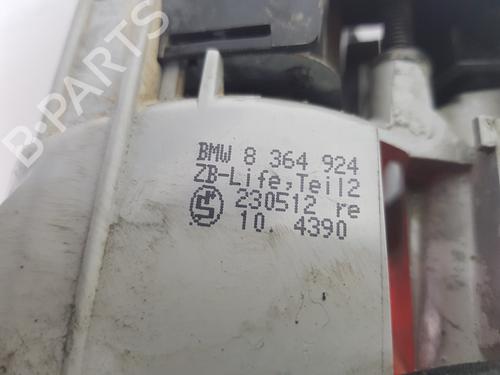 B-PARTS
BMW 8 364 924
ZB-Life,Teil2
230512 re
10. 4390